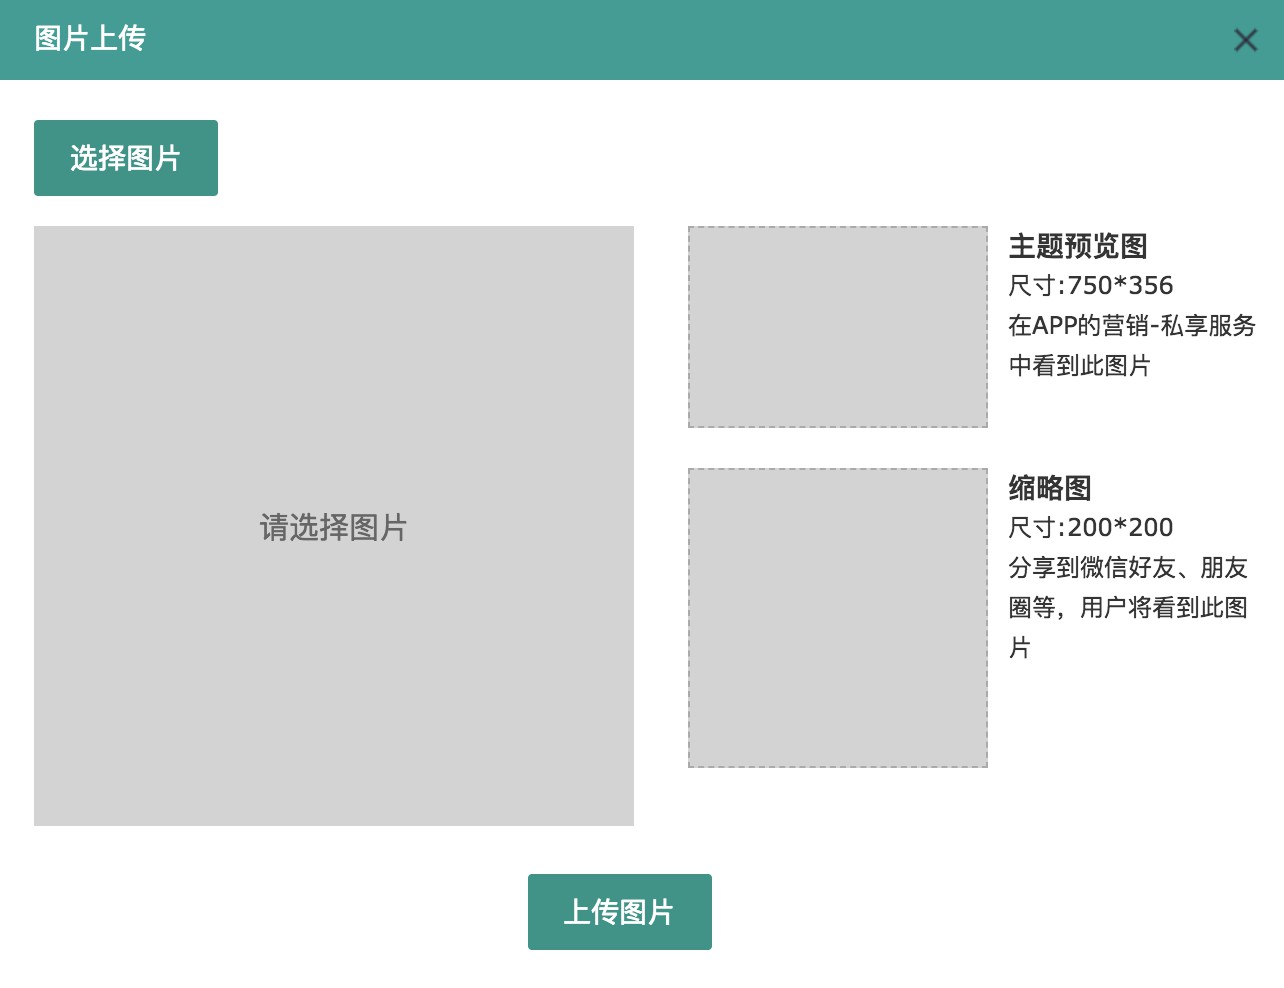 图片上传
选择图片
请选择图片
主题预览图
尺寸:750*356
在APP的营销-私享服务
中看到此图片
缩略图
尺寸:200*200
分享到微信好友、朋友
圈等，用户将看到此图
片
上传图片